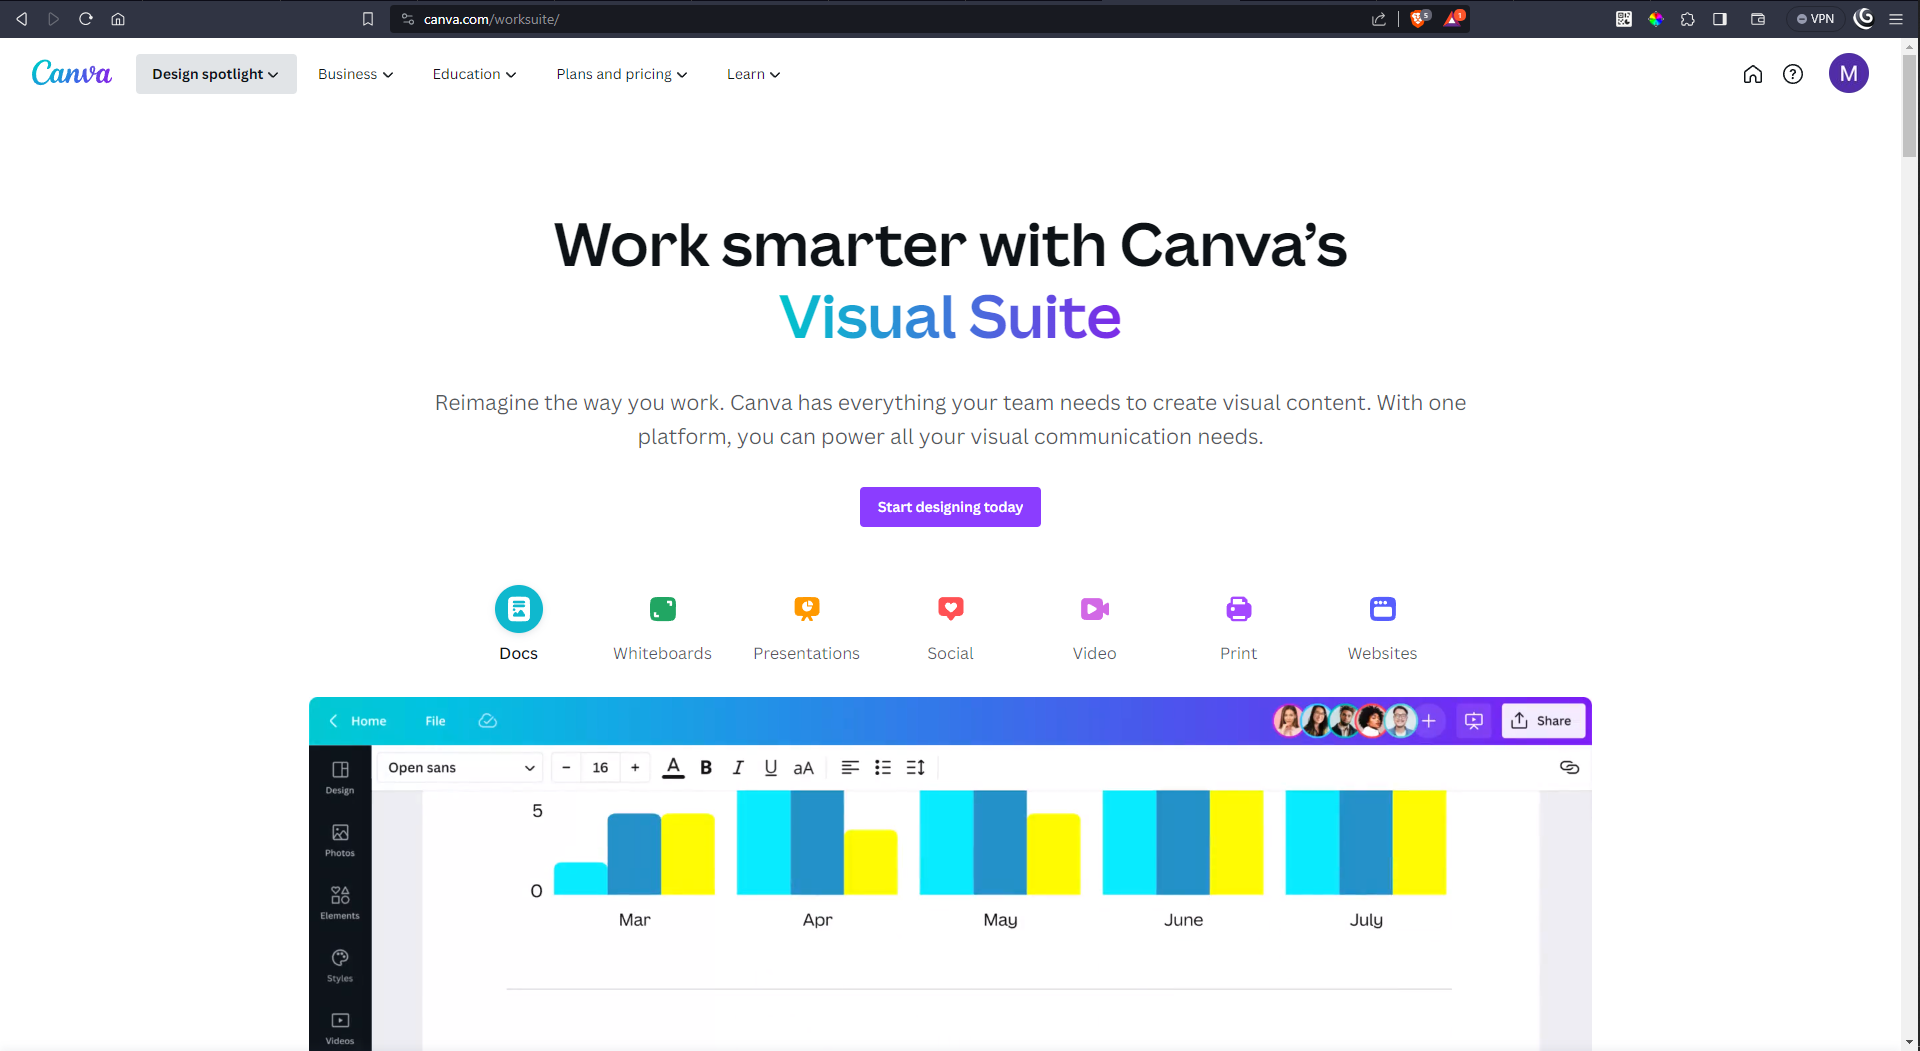 canva.com/worksuite/
5
1
VPN
Canva
Design spotlight
Business
Education
Plans and pricing
Learn
?
M
Work smarter with Canva’s
Visual Suite
Reimagine the way you work. Canva has everything your team needs to create visual content. With one
platform, you can power all your visual communication needs.
Start designing today
Docs
Whiteboards
Presentations
Social
Video
Print
Websites
Home
File
Share
Open sans
− 16 +
A
B
I
U
aA
Design
Photos
Elements
Styles
Videos
5
0
Mar
Apr
May
June
July